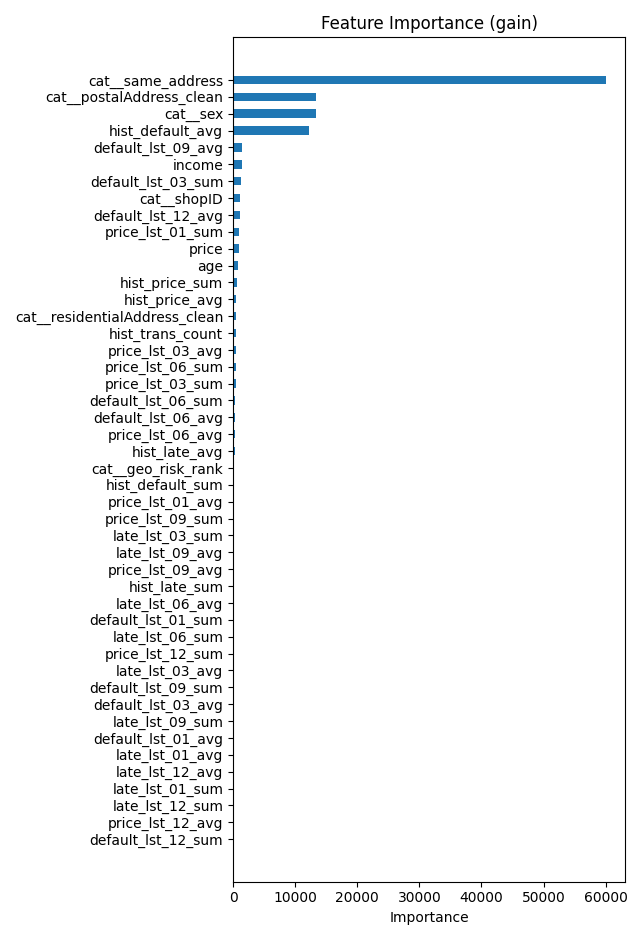 Feature Importance (gain)
cat__same_address
cat__postalAddress_clean
cat__sex
hist_default_avg
default_lst_09_avg
income
default_lst_03_sum
cat__shopID
default_lst_12_avg
price_lst_01_sum
price
age
hist_price_sum
hist_price_avg
cat__residentialAddress_clean
hist_trans_count
price_lst_03_avg
price_lst_06_sum
price_lst_03_sum
default_lst_06_sum
default_lst_06_avg
price_lst_06_avg
hist_late_avg
cat__geo_risk_rank
hist_default_sum
price_lst_01_avg
price_lst_09_sum
late_lst_03_sum
late_lst_09_avg
price_lst_09_avg
hist_late_sum
late_lst_06_avg
default_lst_01_sum
late_lst_06_sum
price_lst_12_sum
late_lst_03_avg
default_lst_09_sum
default_lst_03_avg
late_lst_09_sum
default_lst_01_avg
late_lst_01_avg
late_lst_12_avg
late_lst_01_sum
late_lst_12_sum
price_lst_12_avg
default_lst_12_sum
0 10000 20000 30000 40000 50000 60000
Importance